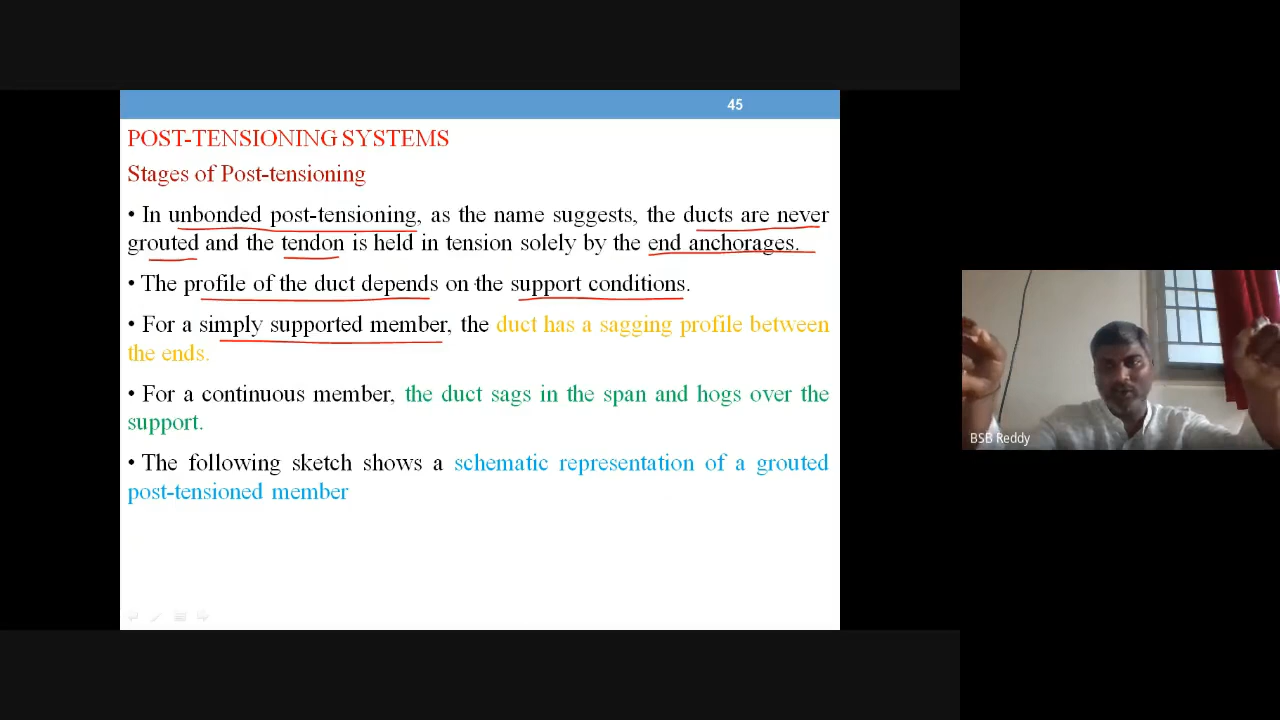 45
POST-TENSIONING SYSTEMS
Stages of Post-tensioning
• In unbonded post-tensioning, as the name suggests, the ducts are never
grouted and the tendon is held in tension solely by the end anchorages.
• The profile of the duct depends on the support conditions.
• For a simply supported member, the duct has a sagging profile between
the ends.
• For a continuous member, the duct sags in the span and hogs over the
support.
• The following sketch shows a schematic representation of a grouted
post-tensioned member
BSB Reddy